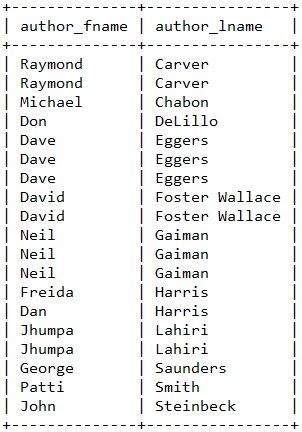 +--------------+----------------+
| author_fname | author_lname   |
+--------------+----------------+
| Raymond      | Carver         |
| Raymond      | Carver         |
| Michael      | Chabon         |
| Don          | DeLillo        |
| Dave         | Eggers         |
| Dave         | Eggers         |
| Dave         | Eggers         |
| David        | Foster Wallace |
| David        | Foster Wallace |
| Neil         | Gaiman         |
| Neil         | Gaiman         |
| Neil         | Gaiman         |
| Freida       | Harris         |
| Dan          | Harris         |
| Jhumpa       | Lahiri         |
| Jhumpa       | Lahiri         |
| George       | Saunders       |
| Patti        | Smith          |
| John         | Steinbeck      |
+--------------+----------------+